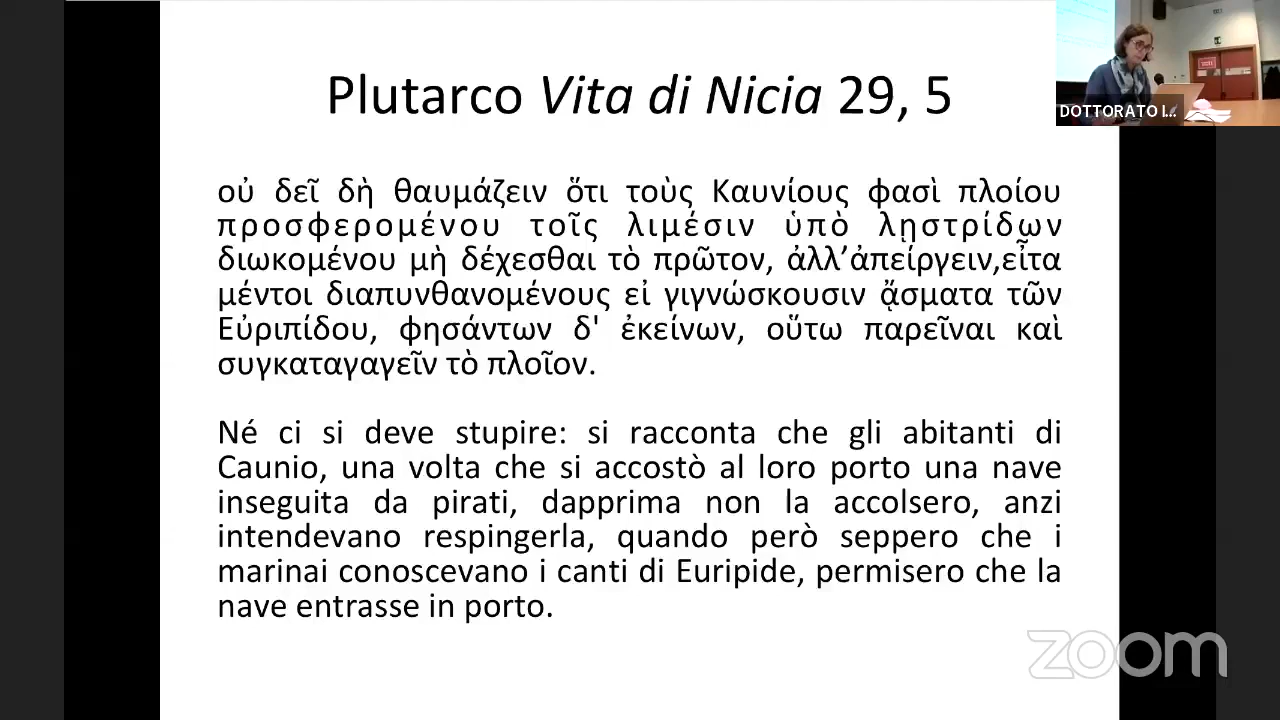 Plutarco Vita di Nicia 29, 5
οὐ δεῖ δὴ θαυμάζειν ὅτι τοὺς Καυνίους φασὶ πλοίου
προσφερομένου τοῖς λιμέσιν ὑπὸ λῃστρίδων
διωκομένου μὴ δέχεσθαι τὸ πρῶτον, ἀλλ’ἀπείργειν,εἶτα
μέντοι διαπυνθανομένους εἰ γιγνώσκουσιν ᾄσματα τῶν
Εὐριπίδου, φησάντων δ' ἐκείνων, οὕτω παρεῖναι καὶ
συγκαταγαγεῖν τὸ πλοῖον.
Né ci si deve stupire: si racconta che gli abitanti di
Caunio, una volta che si accostò al loro porto una nave
inseguita da pirati, dapprima non la accolsero, anzi
intendevano respingerla, quando però seppero che i
marinai conoscevano i canti di Euripide, permisero che la
nave entrasse in porto.
DOTTORATO I...
zoom